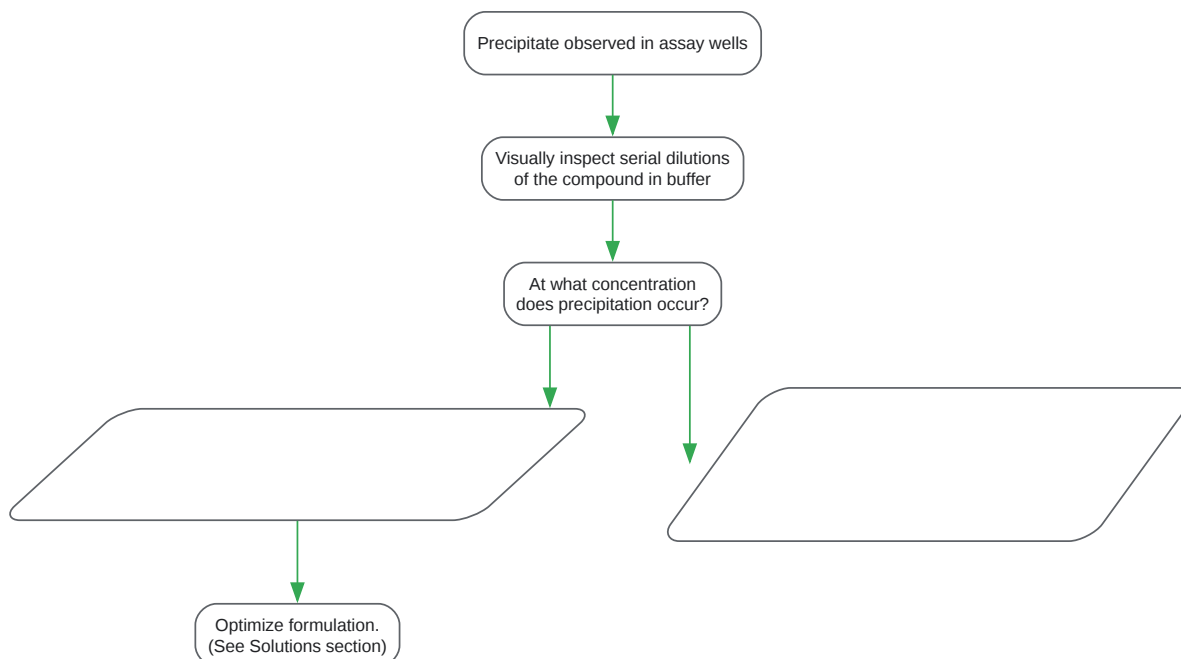 Precipitate observed in assay wells
Visually inspect serial dilutions
of the compound in buffer
At what concentration
does precipitation occur?
Optimize formulation.
(See Solutions section)